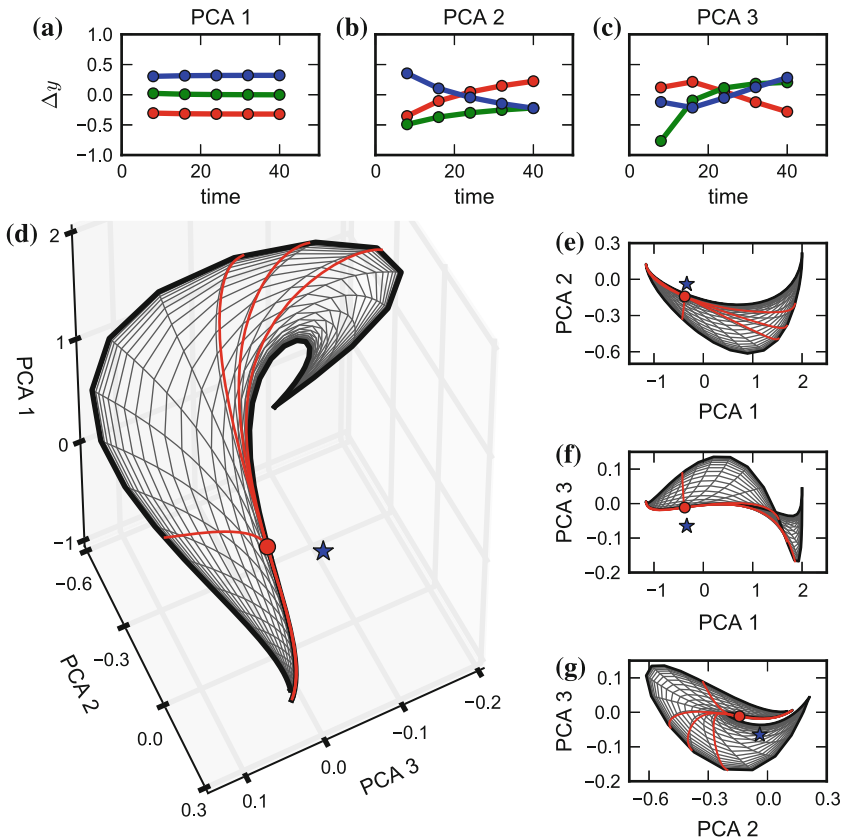 (a) PCA 1 (b) PCA 2 (c) PCA 3
1.0
0.5
0.0
−0.5
−1.0
Δy
0 20 40 0 20 40 0 20 40
time time time
(d)
2
1
0
−1
PCA 1
−0.6
−0.3
0.0
0.3
PCA 2
0.1
0.0
−0.1
−0.2
PCA 3
(e)
0.3
0.0
−0.3
−0.6
PCA 2
−1 0 1 2
PCA 1
(f)
0.1
0.0
−0.1
−0.2
PCA 3
−1 0 1 2
PCA 1
(g)
0.1
0.0
−0.1
−0.2
PCA 3
−0.6 −0.3 0.0 0.3
PCA 2